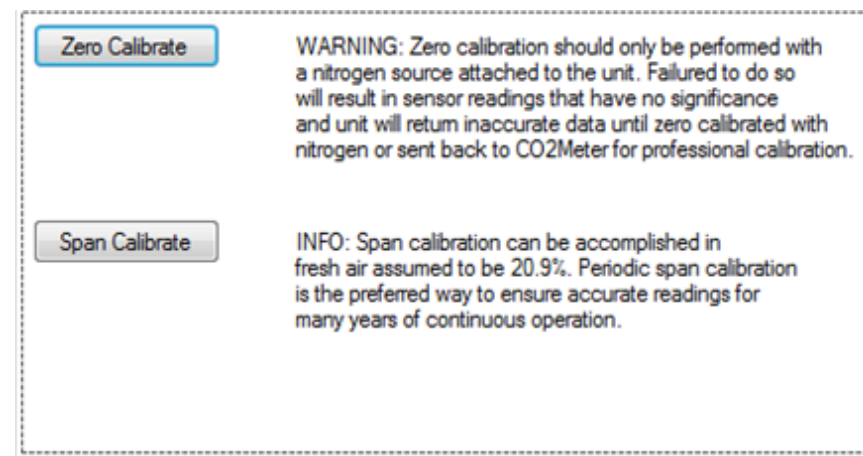 Zero Calibrate
WARNING: Zero calibration should only be performed with
a nitrogen source attached to the unit. Failured to do so
will result in sensor readings that have no significance
and unit will return inaccurate data until zero calibrated with
nitrogen or sent back to CO2Meter for professional calibration.
Span Calibrate
INFO: Span calibration can be accomplished in
fresh air assumed to be 20.9%. Periodic span calibration
is the preferred way to ensure accurate readings for
many years of continuous operation.